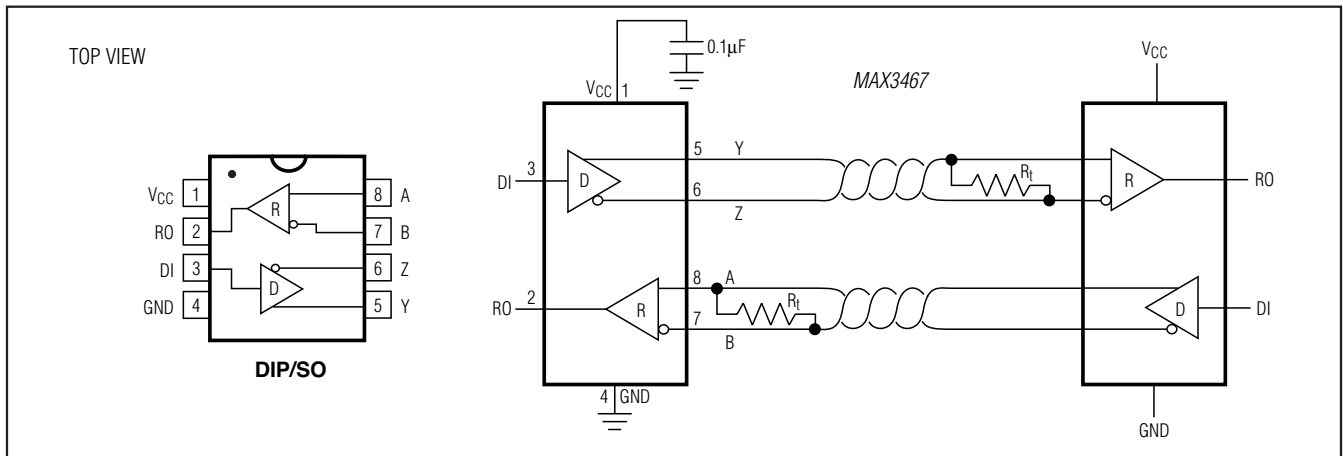 TOP VIEW
VCC 1
RO 2
DI 3
GND 4
8 A
7 B
6 Z
5 Y
R
D
DIP/SO
0.1μF
VCC 1
MAX3467
VCC
DI 3
D
5 Y
6
Z
Rt
R
RO
RO 2
R
8 A
7
B
Rt
D
DI
4 GND
GND